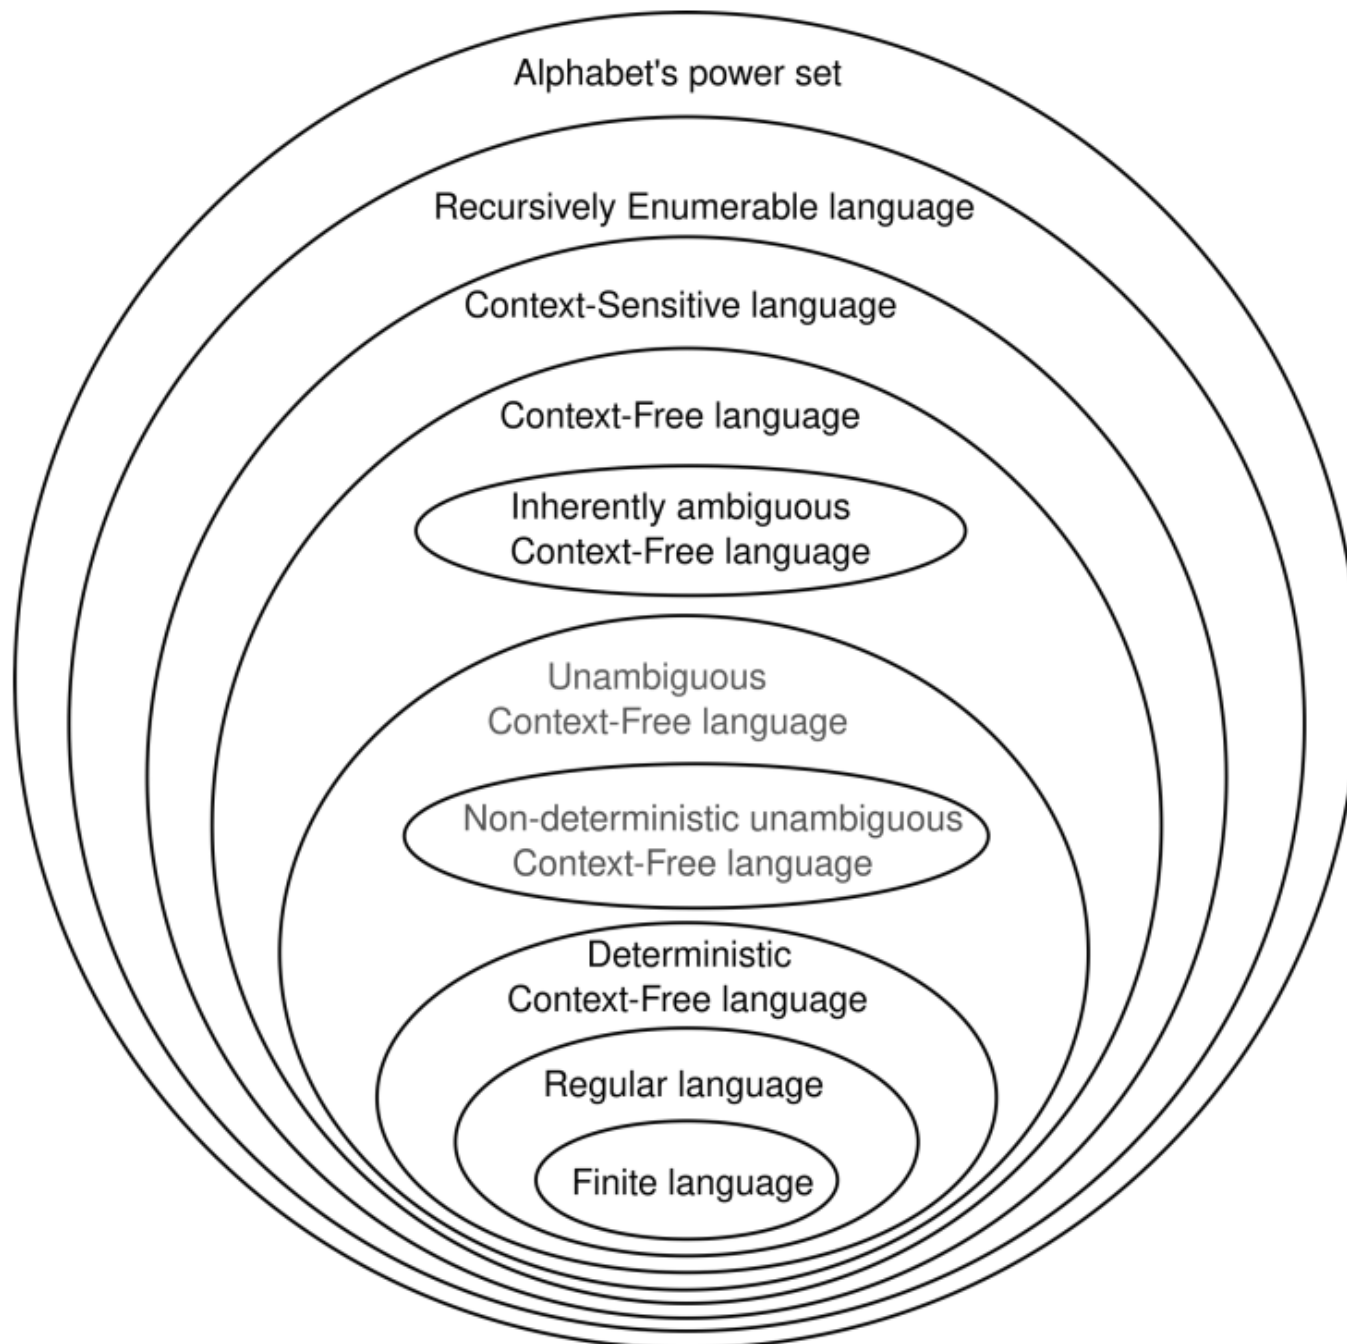 Alphabet's power set
Recursively Enumerable language
Context-Sensitive language
Context-Free language
Inherently ambiguous
Context-Free language
Unambiguous
Context-Free language
Non-deterministic unambiguous
Context-Free language
Deterministic
Context-Free language
Regular language
Finite language